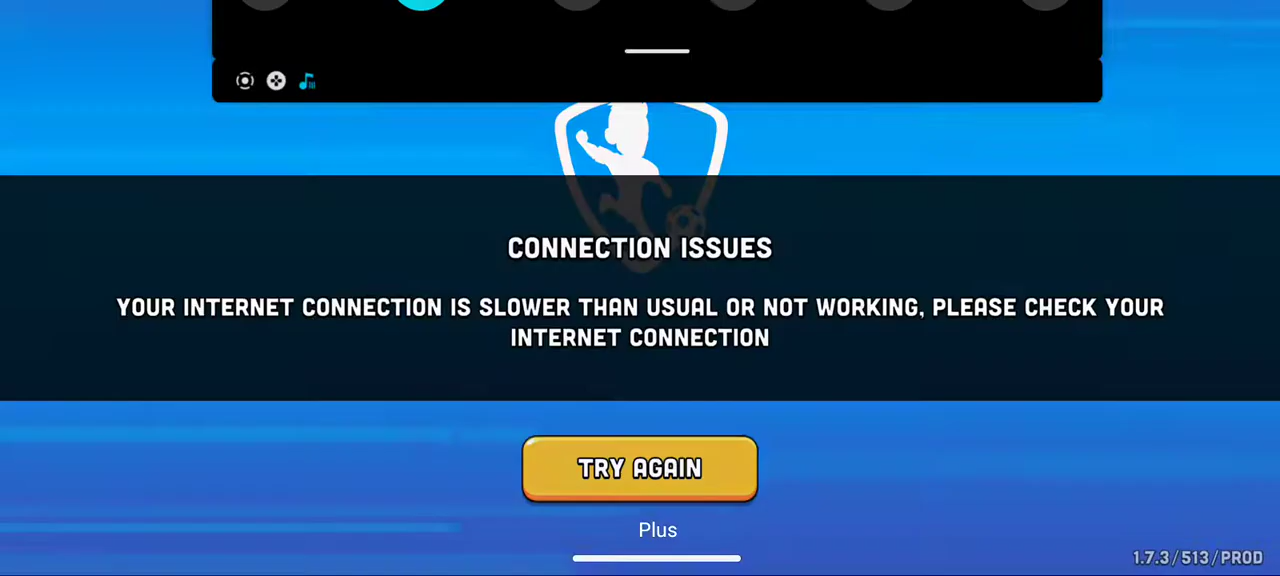 CONNECTION ISSUES
YOUR INTERNET CONNECTION IS SLOWER THAN USUAL OR NOT WORKING, PLEASE CHECK YOUR
INTERNET CONNECTION
TRY AGAIN
Plus
1.7.3/513/PROD